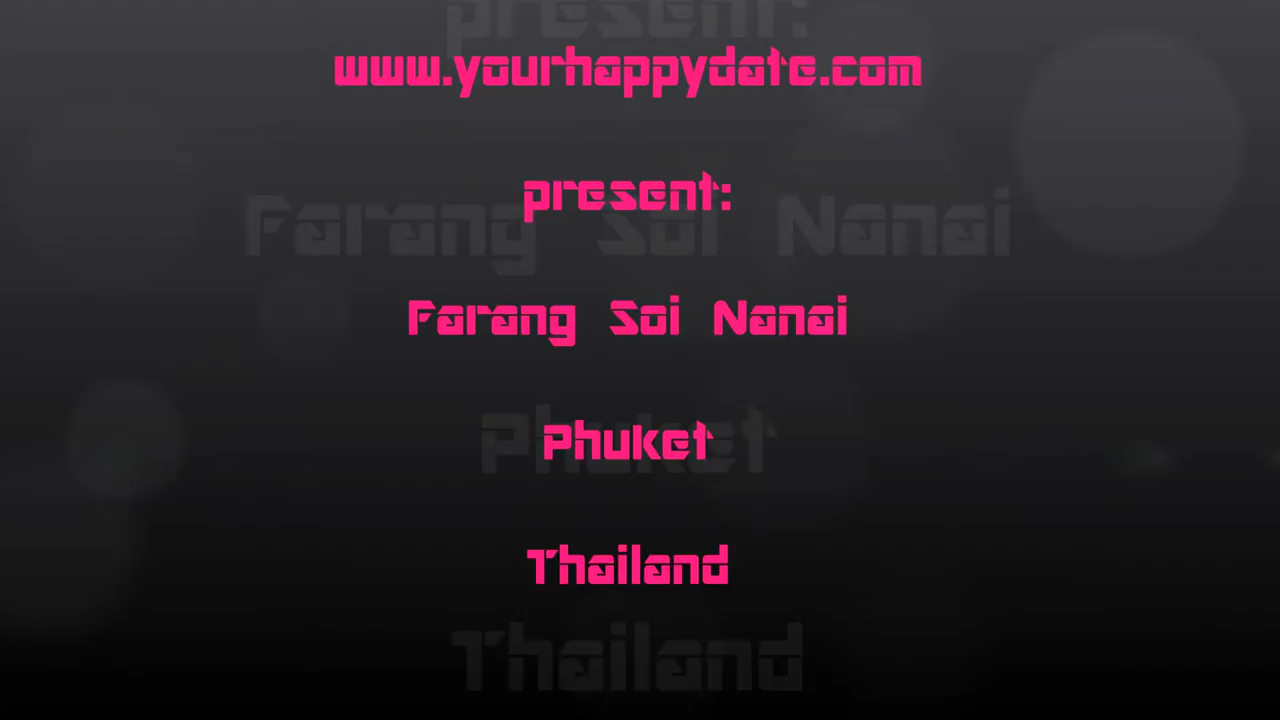 www.yourhappydate.com
present:
Farang Soi Nanai
Phuket
Thailand